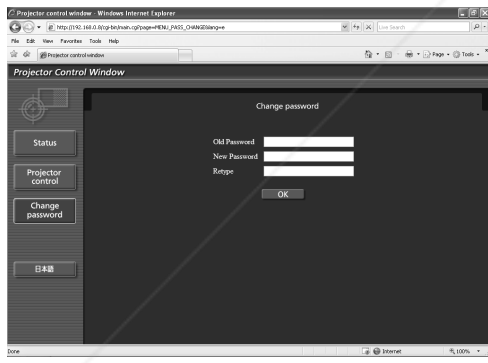 Projector control window - Windows Internet Explorer
http://192.168.0.8/cgi-bin/main.cgi?page=MENU_PASS_CHANGE&lang=e
Live Search
File Edit View Favorites Tools Help
Projector control window
Page Tools
Projector Control Window
Change password
Status
Projector
control
Change
password
日本語
Old Password
New Password
Retype
OK
Done
Internet
100%